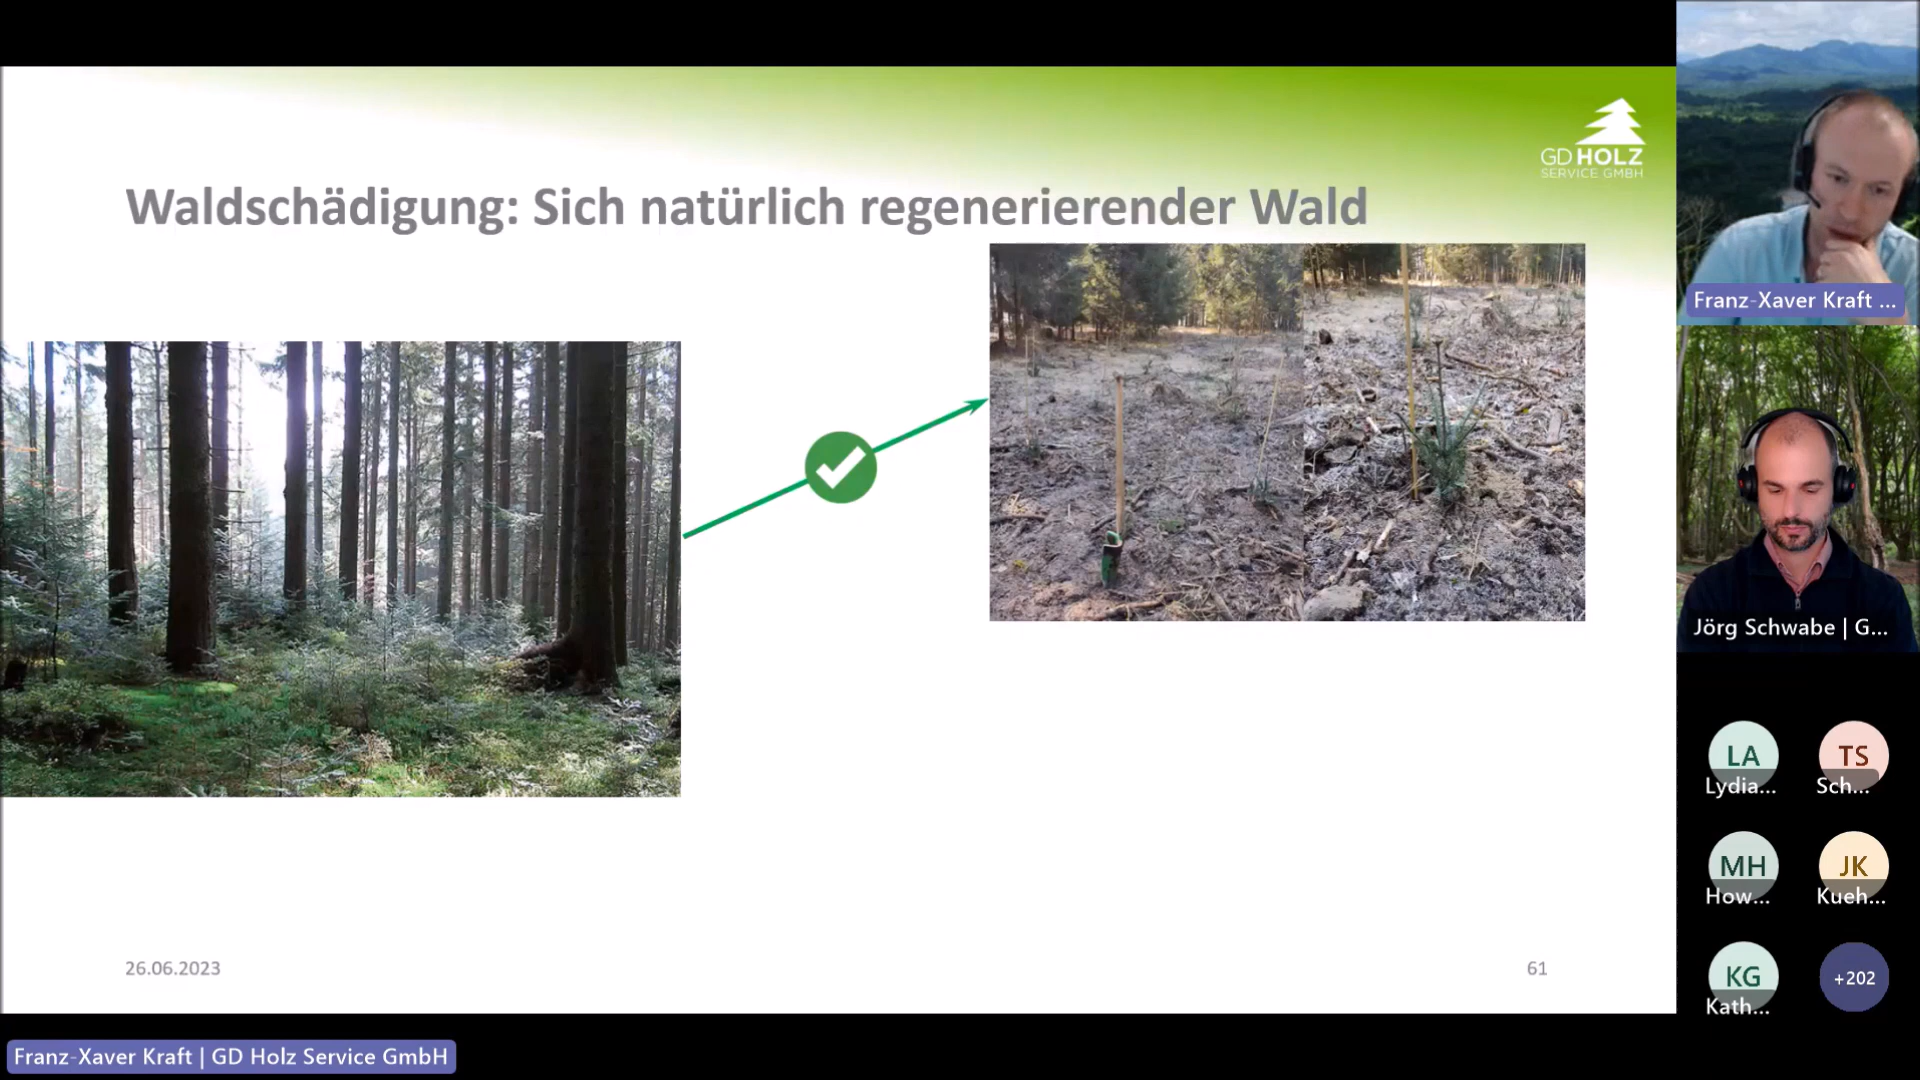 GD HOLZ
SERVICE GMBH
Waldschädigung: Sich natürlich regenerierender Wald
26.06.2023
61
Franz-Xaver Kraft ...
Jörg Schwabe | G...
LA
Lydia...
TS
Sch...
MH
How...
JK
Kueh...
KG
Kath...
+202
Franz-Xaver Kraft | GD Holz Service GmbH